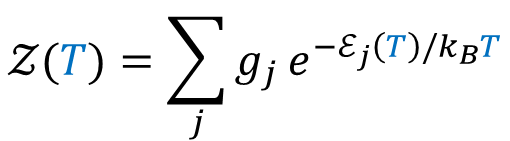 𝒵(T) = ∑_j g_j e^{−ℰ_j(T)/k_B T}